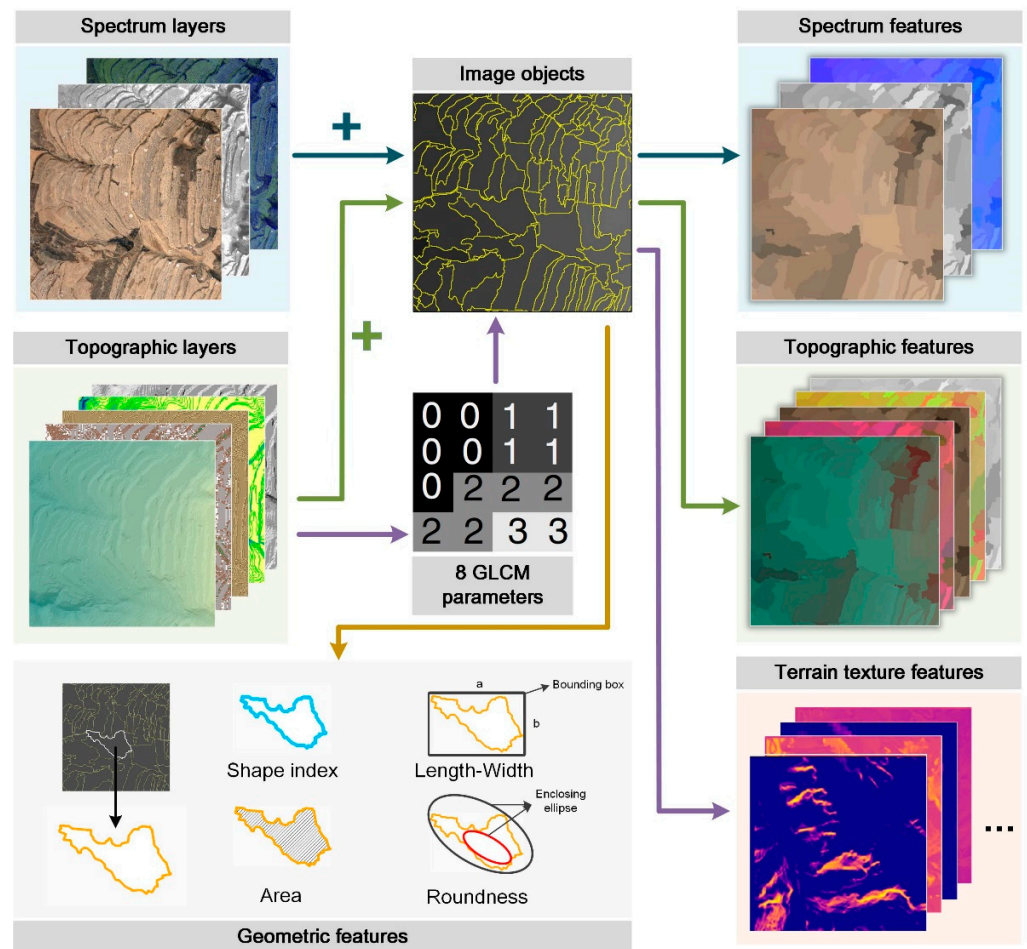 Spectrum layers
Image objects
Spectrum features
+
+
Topographic layers
Topographic features
0 0 1 1
0 0 1 1
0 2 2 2
2 2 3 3
8 GLCM
parameters
Terrain texture features
...
a
Bounding box
b
Shape index
Length-Width
Enclosing
ellipse
Area
Roundness
Geometric features